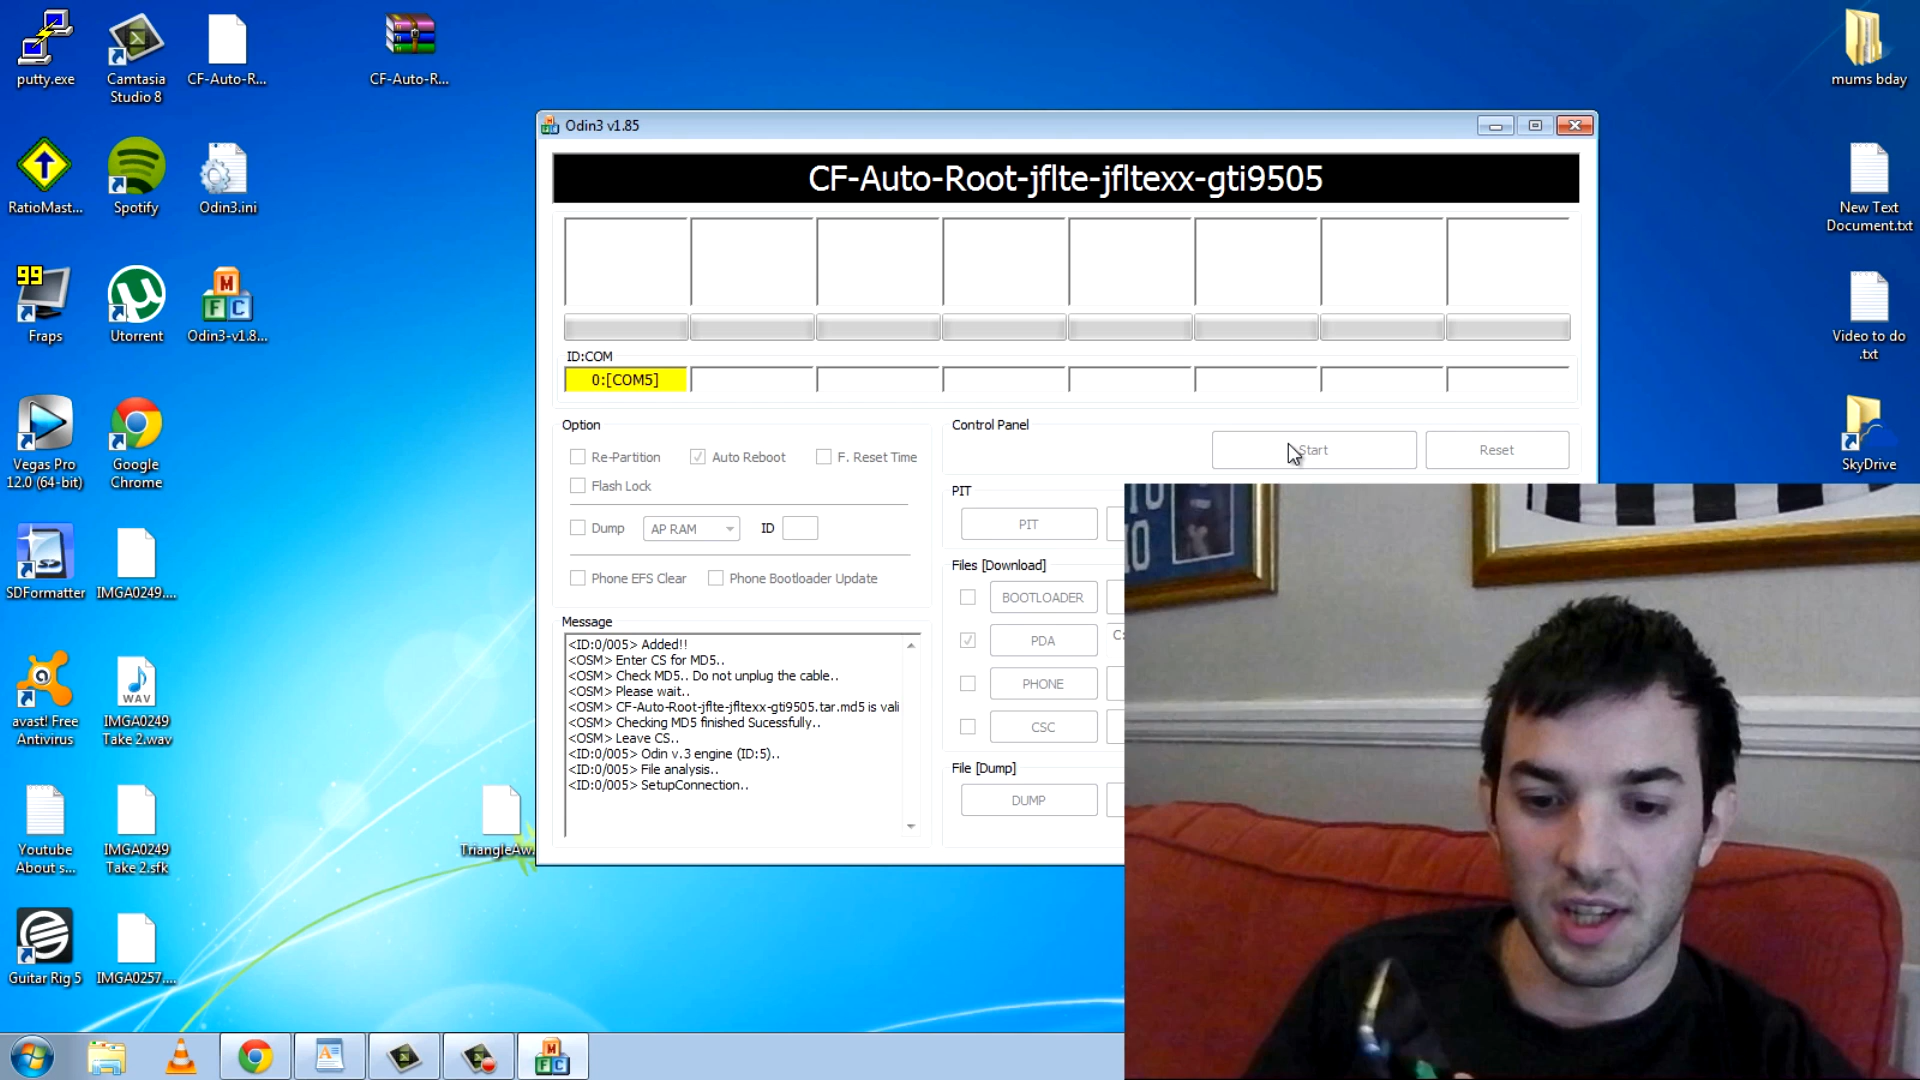 putty.exe
Camtasia
Studio 8
CF-Auto-R...
CF-Auto-R...
mums bday
RatioMast...
Spotify
Odin3.ini
New Text
Document.txt
99
Fraps
Utorrent
M
F C
Odin3-v1.8...
Video to do
.txt
Vegas Pro
12.0 (64-bit)
Google
Chrome
SkyDrive
SD
SDFormatter
IMGA0249....
avast! Free
Antivirus
WAV
IMGA0249
Take 2.wav
Youtube
About s...
IMGA0249
Take 2.sfk
TriangleAw...
Guitar Rig 5
IMGA0257....
Odin3 v1.85
CF-Auto-Root-jflte-jfltexx-gti9505
ID:COM
0:[COM5]
Option
Re-Partition
Auto Reboot
F. Reset Time
Flash Lock
Dump
AP RAM
ID
Phone EFS Clear
Phone Bootloader Update
Message
<ID:0/005> Added!!
<OSM> Enter CS for MD5..
<OSM> Check MD5.. Do not unplug the cable..
<OSM> Please wait..
<OSM> CF-Auto-Root-jflte-jfltexx-gti9505.tar.md5 is vali
<OSM> Checking MD5 finished Sucessfully..
<OSM> Leave CS..
<ID:0/005> Odin v.3 engine (ID:5)..
<ID:0/005> File analysis..
<ID:0/005> SetupConnection..
Control Panel
Start
Reset
PIT
PIT
Files [Download]
BOOTLOADER
PDA
C:
PHONE
CSC
File [Dump]
DUMP